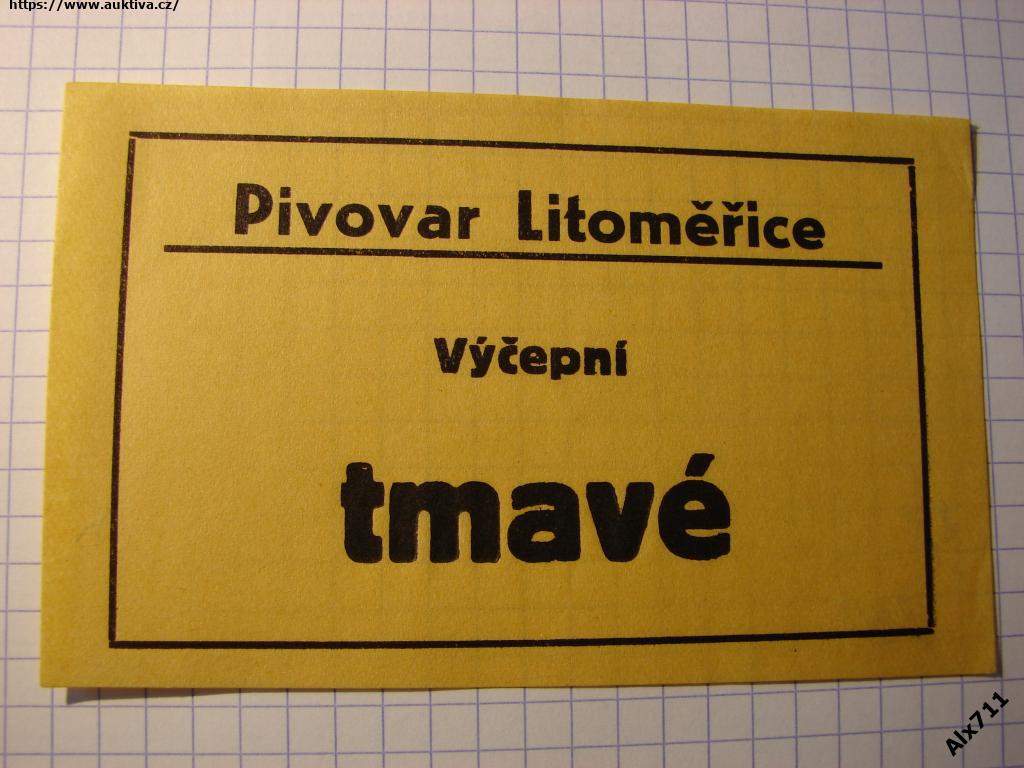 https://www.auktiva.cz/
Pivovar Litoměřice
Výčepní
tmavé
Alx711